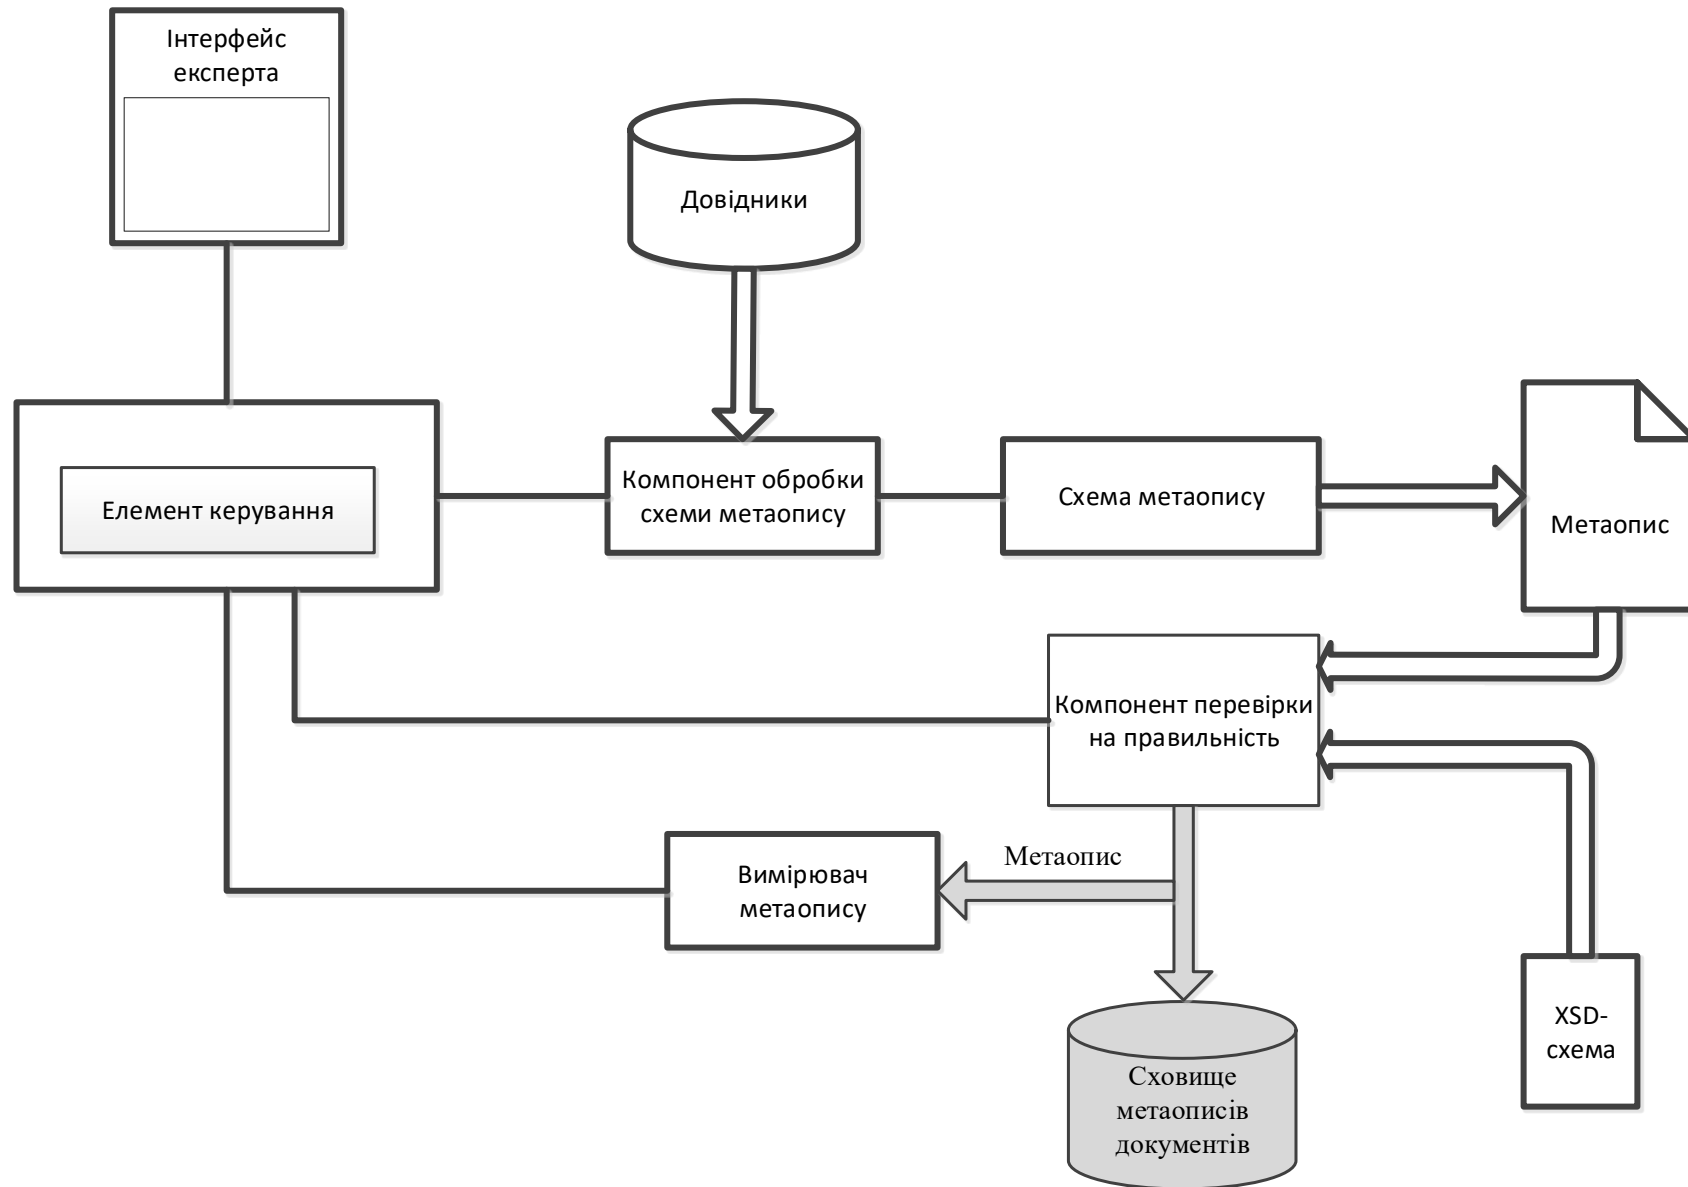 Інтерфейс
експерта
Довідники
Елемент керування
Компонент обробки
схеми метаопису
Схема метаопису
Метаопис
Компонент перевірки
на правильність
Метаопис
Вимірювач
метаопису
XSD-
схема
Сховище
метаописів
документів